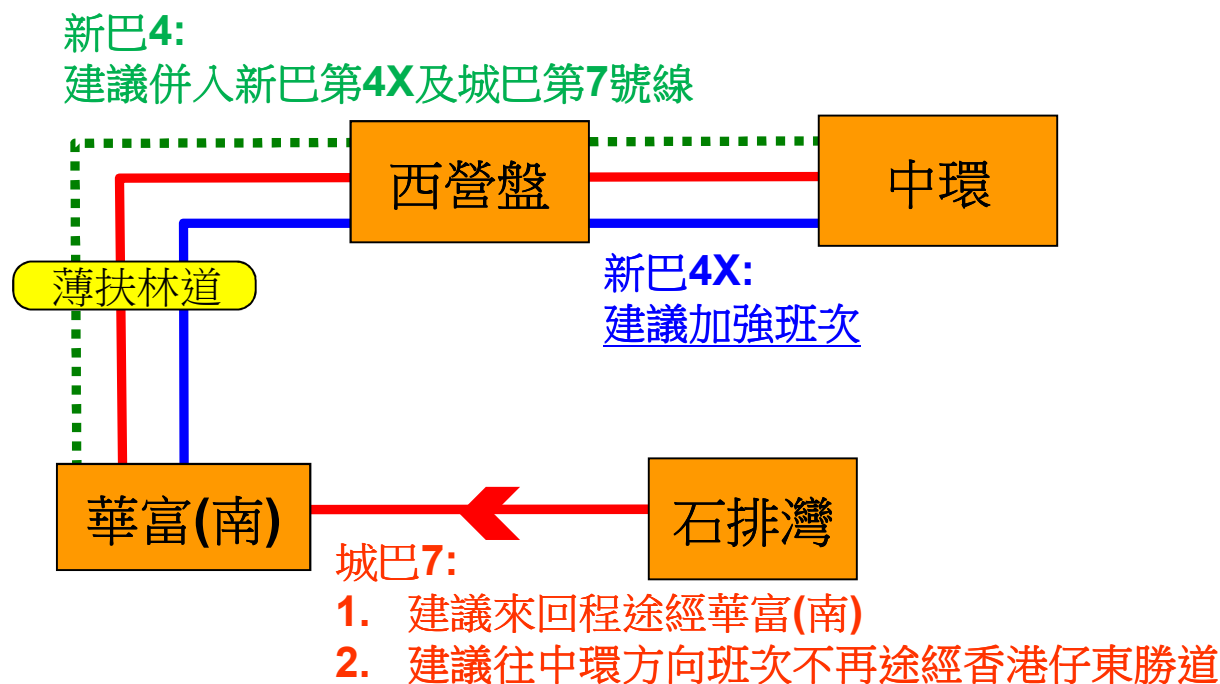 新巴4:
建議併入新巴第4X及城巴第7號線
西營盤
中環
薄扶林道
新巴4X:
建議加強班次
華富(南)
石排灣
城巴7:
1. 建議來回程途經華富(南)
2. 建議往中環方向班次不再途經香港仔東勝道